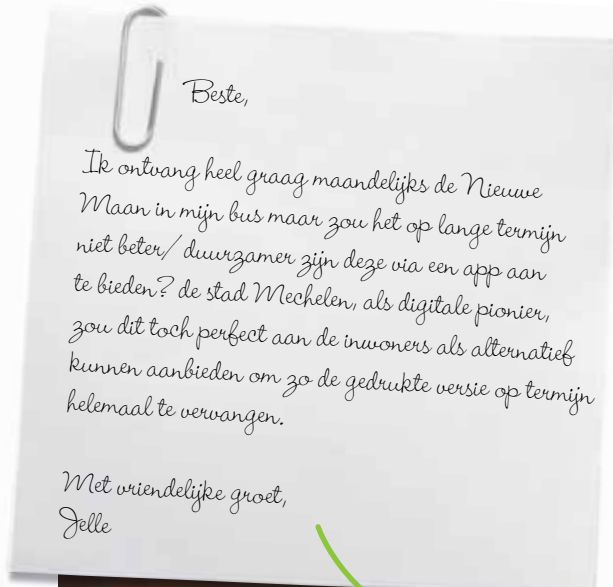 Beste,
Ik ontvang heel graag maandelijks de Nieuwe
Maan in mijn bus maar zou het op lange termijn
niet beter/ duurzamer zijn deze via een app aan
te bieden? de stad Mechelen, als digitale pionier,
zou dit toch perfect aan de inwoners als alternatief
kunnen aanbieden om zo de gedrukte versie op termijn
helemaal te vervangen.
Met vriendelijke groet,
Jelle